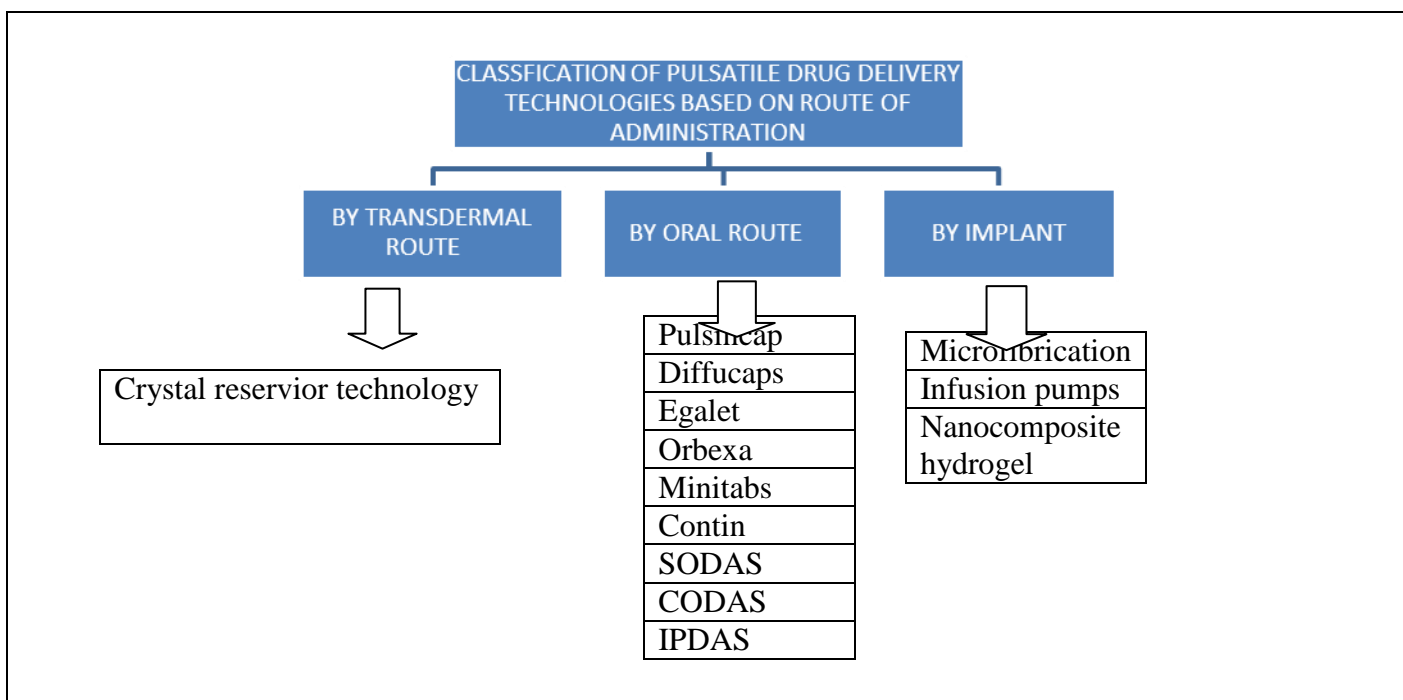 CLASSFICATION OF PULSATILE DRUG DELIVERY
TECHNOLOGIES BASED ON ROUTE OF
ADMINISTRATION
BY TRANSDERMAL
ROUTE
BY ORAL ROUTE
BY IMPLANT
Crystal reservior technology
Pulsincap
Diffucaps
Egalet
Orbexa
Minitabs
Contin
SODAS
CODAS
IPDAS
Microfibrication
Infusion pumps
Nanocomposite
hydrogel